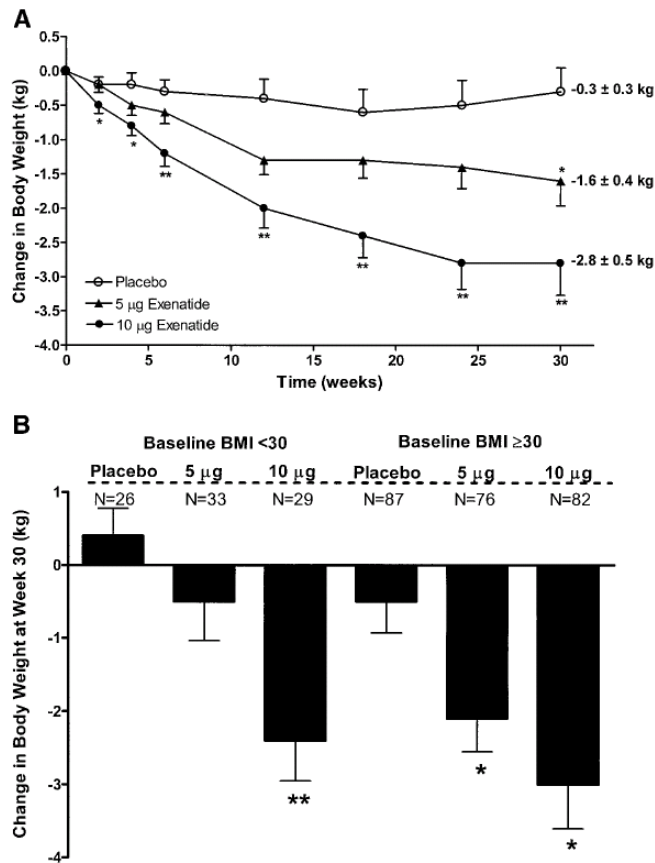 A
Change in Body Weight (kg)
0.5
0.0
-0.5
-1.0
-1.5
-2.0
-2.5
-3.0
-3.5
-4.0
-0.3 ± 0.3 kg
*
-1.6 ± 0.4 kg
-2.8 ± 0.5 kg
* * ** ** ** ** **
Placebo
5 µg Exenatide
10 µg Exenatide
0 5 10 15 20 25 30
Time (weeks)
B
Baseline BMI <30 Baseline BMI ≥30
Placebo 5 µg 10 µg Placebo 5 µg 10 µg
N=26 N=33 N=29 N=87 N=76 N=82
Change in Body Weight at Week 30 (kg)
1
0
-1
-2
-3
-4
** * *